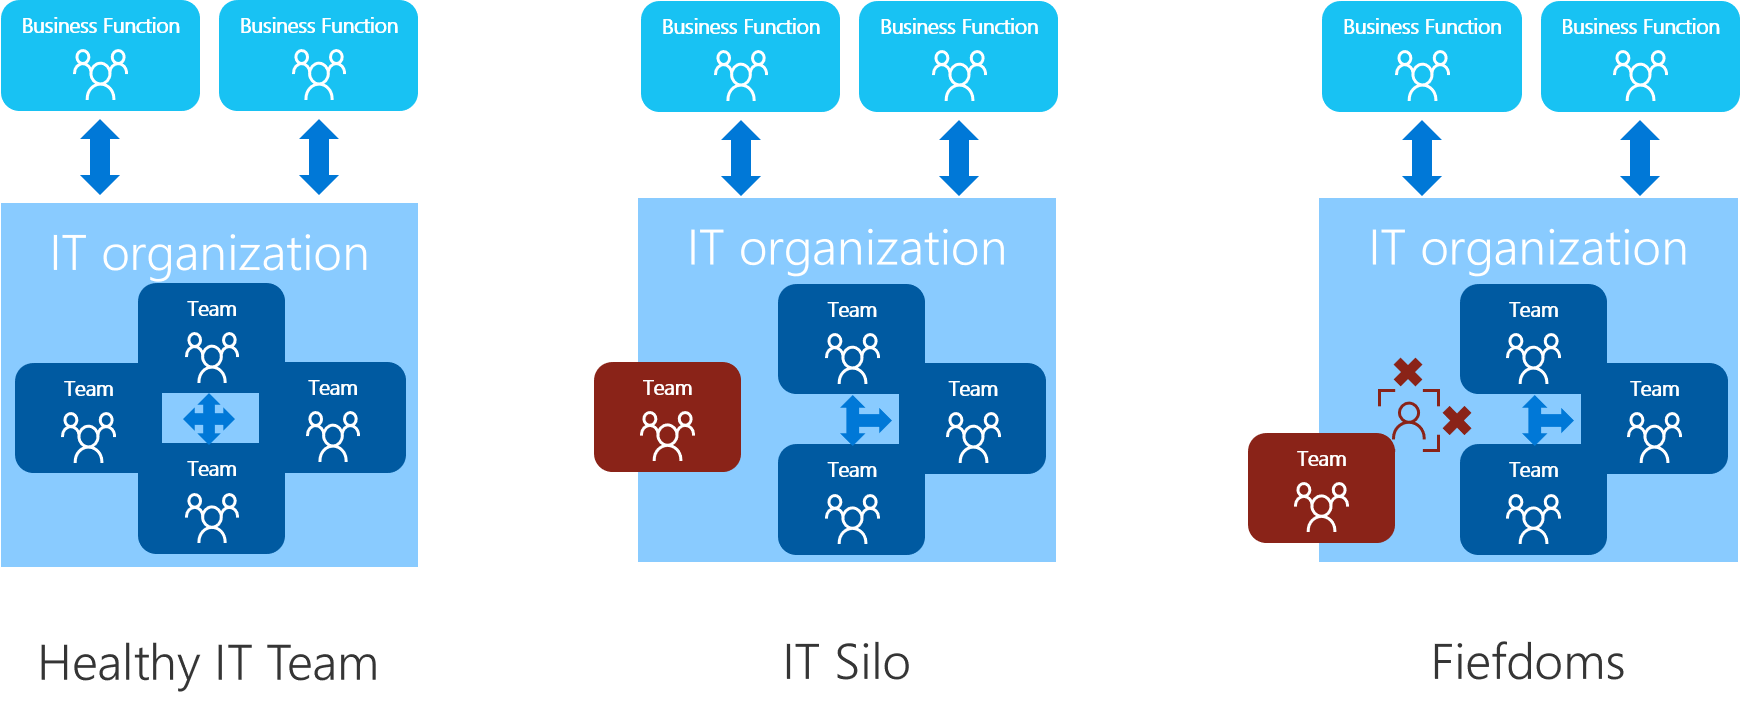 Business Function
Business Function
IT organization
Team
Team
Team
Team
Healthy IT Team
Business Function
Business Function
IT organization
Team
Team
Team
Team
IT Silo
Business Function
Business Function
IT organization
Team
Team
Team
Team
Fiefdoms